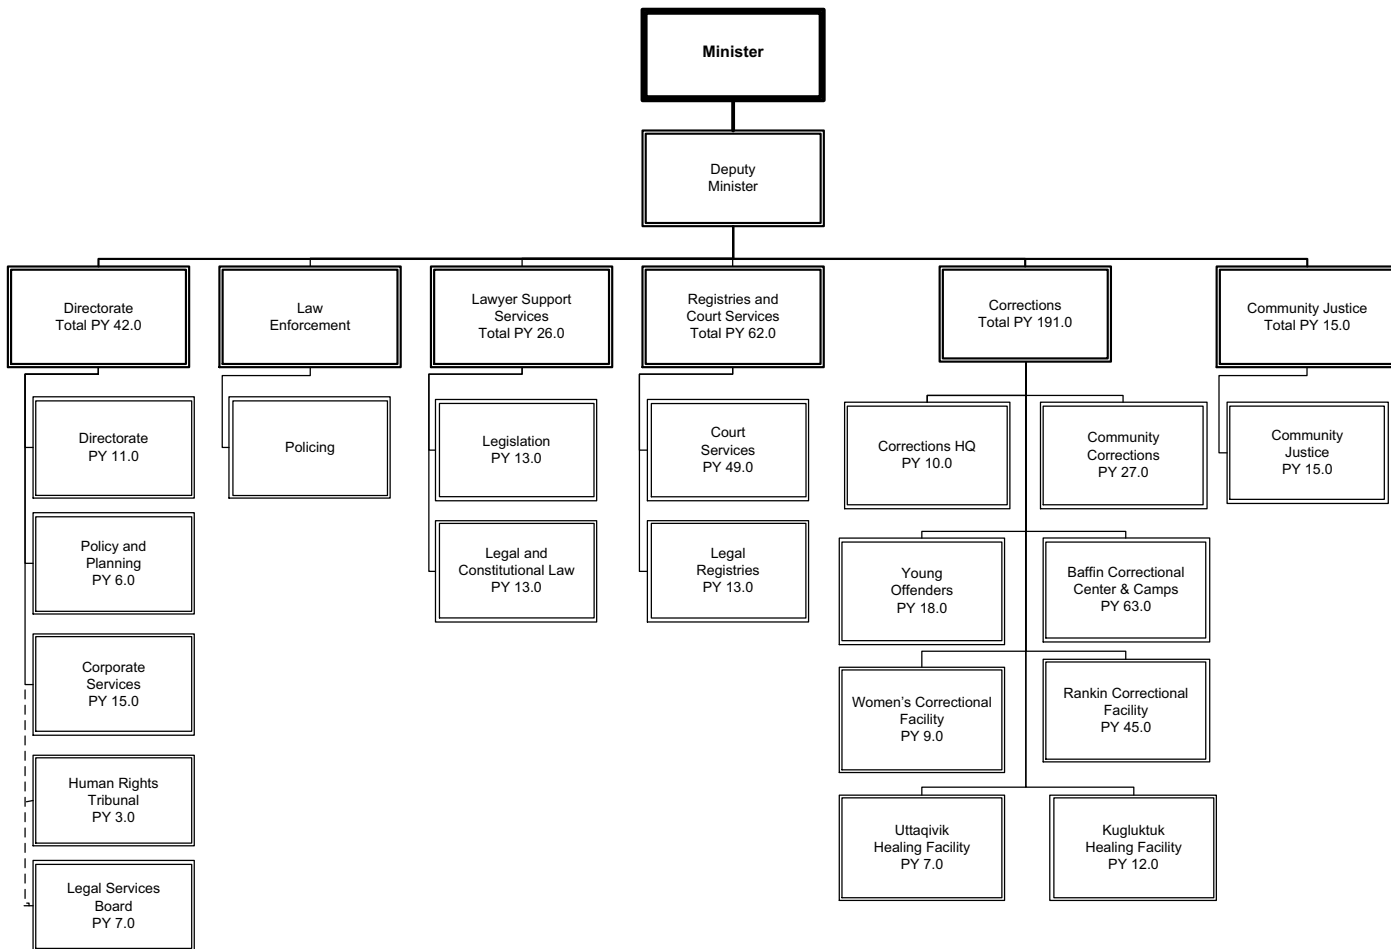 Minister
Deputy
Minister
Directorate
Total PY 42.0
Law
Enforcement
Lawyer Support
Services
Total PY 26.0
Registries and
Court Services
Total PY 62.0
Corrections
Total PY 191.0
Community Justice
Total PY 15.0
Directorate
PY 11.0
Policy and
Planning
PY 6.0
Corporate
Services
PY 15.0
Human Rights
Tribunal
PY 3.0
Legal Services
Board
PY 7.0
Policing
Legislation
PY 13.0
Legal and
Constitutional Law
PY 13.0
Court
Services
PY 49.0
Legal
Registries
PY 13.0
Corrections HQ
PY 10.0
Community
Corrections
PY 27.0
Young
Offenders
PY 18.0
Baffin Correctional
Center & Camps
PY 63.0
Women's Correctional
Facility
PY 9.0
Rankin Correctional
Facility
PY 45.0
Uttaqivik
Healing Facility
PY 7.0
Kugluktuk
Healing Facility
PY 12.0
Community
Justice
PY 15.0